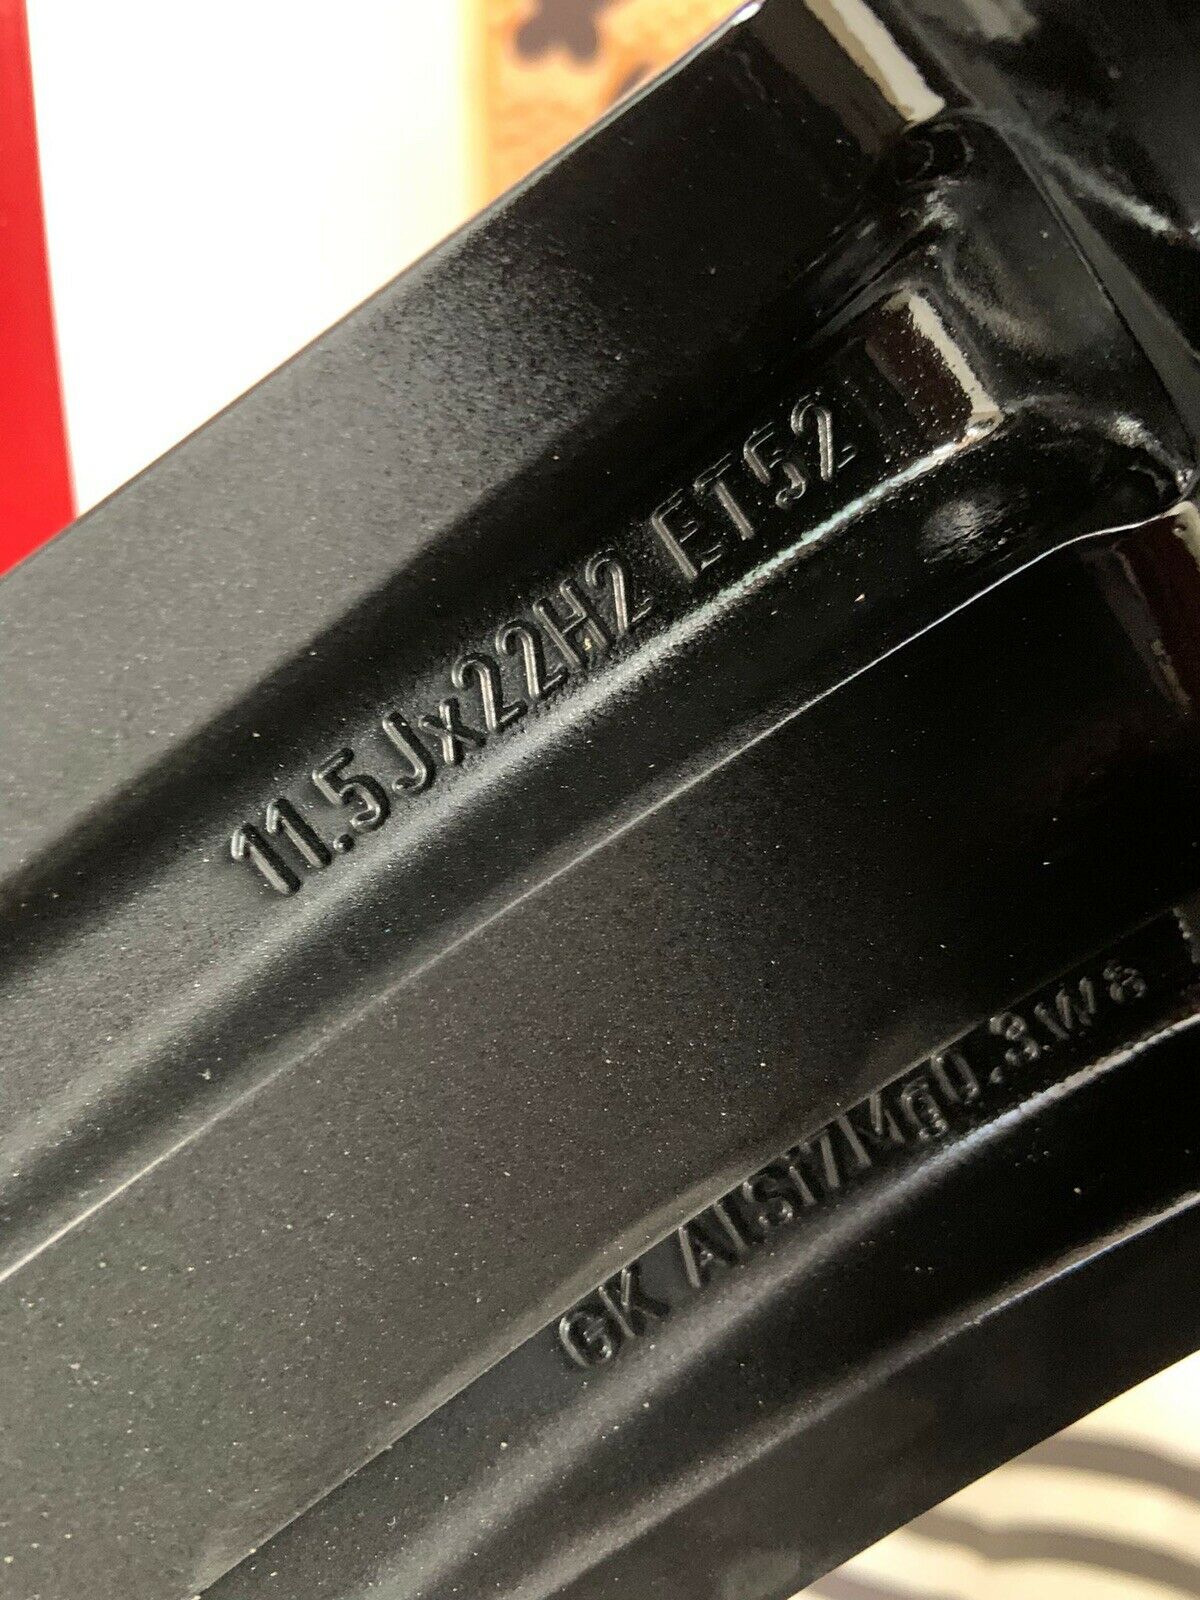 11.5Jx22H2 ET52
GK AlSi7Mg0.3Wa